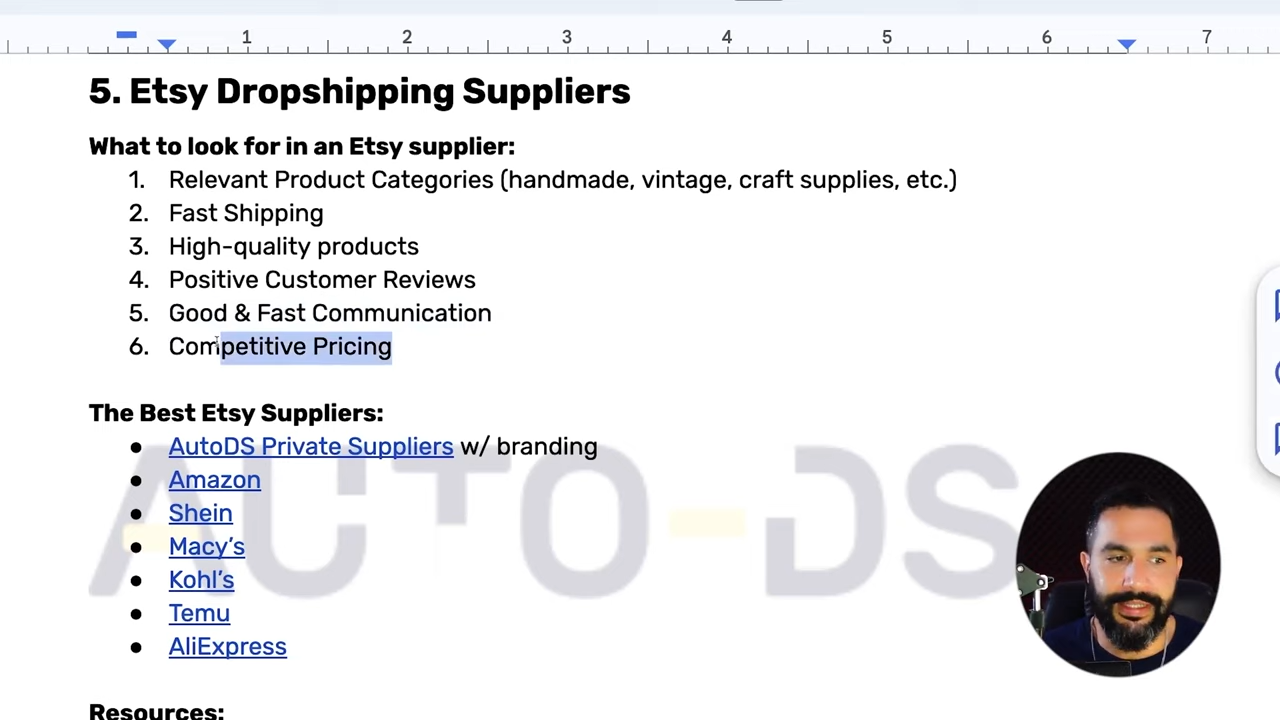 1 2 3 4 5 6 7
5. Etsy Dropshipping Suppliers
What to look for in an Etsy supplier:
1. Relevant Product Categories (handmade, vintage, craft supplies, etc.)
2. Fast Shipping
3. High-quality products
4. Positive Customer Reviews
5. Good & Fast Communication
6. Competitive Pricing
The Best Etsy Suppliers:
● AutoDS Private Suppliers w/ branding
● Amazon
● Shein
● Macy’s
● Kohl’s
● Temu
● AliExpress
AUTO-DS
Resources: